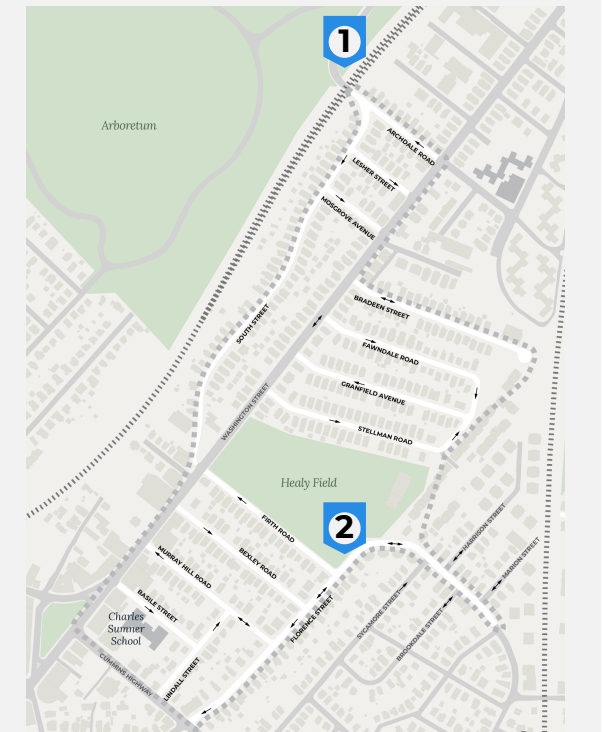 1
Arboretum
ARCHDALE ROAD
LESHER STREET
MOSGROVE AVENUE
BRADEEN STREET
SOUTH STREET
FAWNDALE ROAD
GRANFIELD AVENUE
WASHINGTON STREET
STELLMAN ROAD
Healy Field
2
FIRTH ROAD
HARRISON STREET
BEXLEY ROAD
MARION STREET
MURRAY HILL ROAD
SYCAMORE STREET
BROOKDALE STREET
BASILE STREET
FLORENCE STREET
Charles
Sumner
School
LINDALL STREET
CUMMINS HIGHWAY